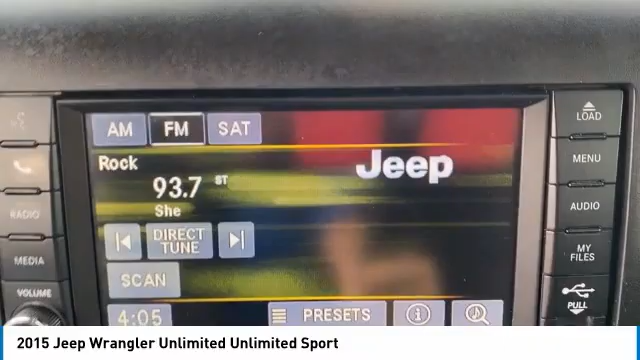 AM FM SAT
Rock
Jeep
93.7 ST
She
DIRECT TUNE
SCAN
4:05 PRESETS
RADIO
MEDIA
VOLUME
LOAD
MENU
AUDIO
MY FILES
PULL
2015 Jeep Wrangler Unlimited Unlimited Sport